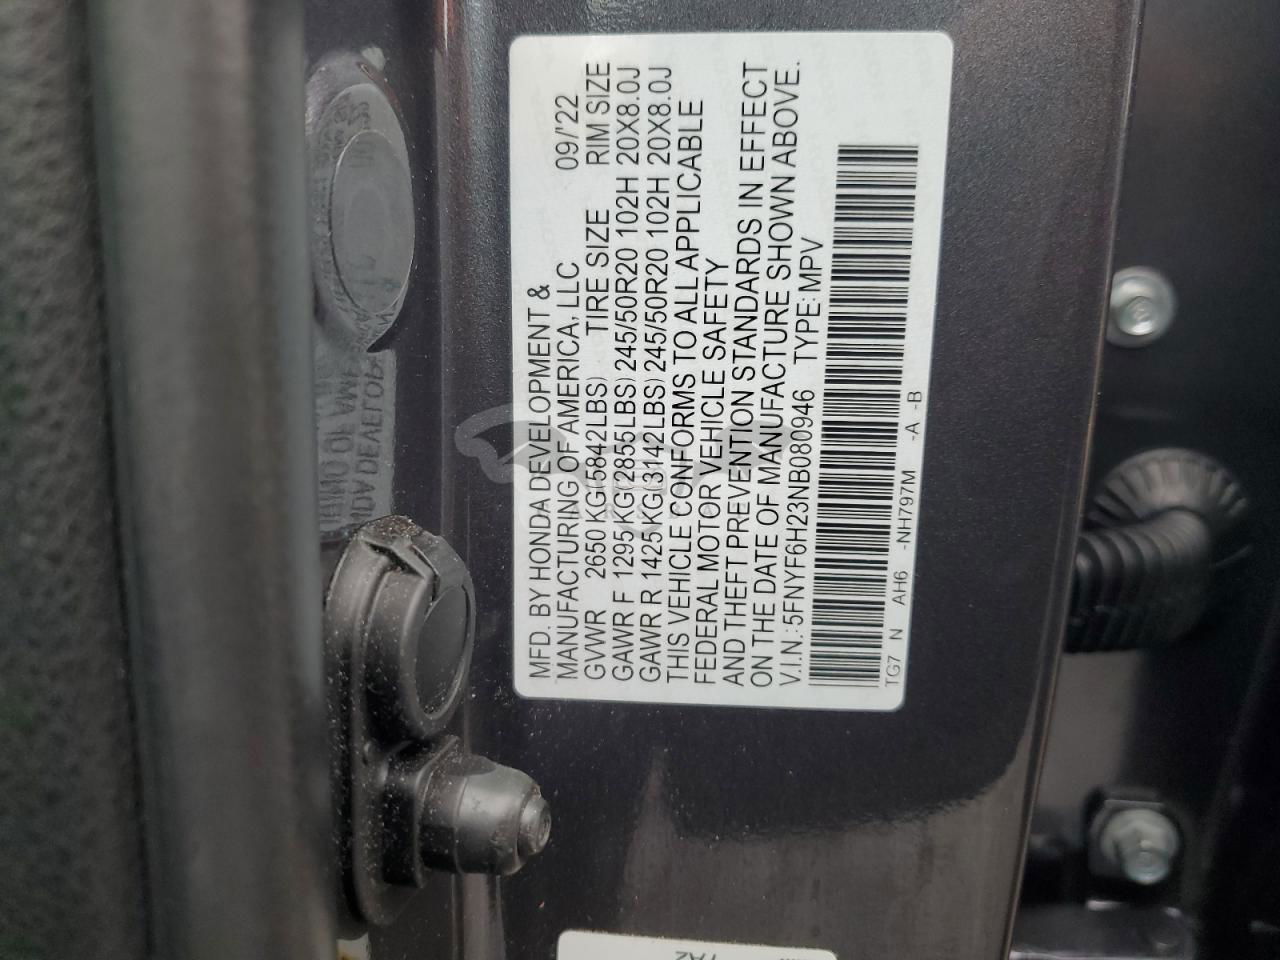 MFD. BY HONDA DEVELOPMENT &
MANUFACTURING OF AMERICA, LLC 09/'22
GVWR 2650 KG(5842LBS) TIRE SIZE RIM SIZE
GAWR F 1295 KG(2855LBS) 245/50R20 102H 20X8.0J
GAWR R 1425 KG(3142LBS) 245/50R20 102H 20X8.0J
THIS VEHICLE CONFORMS TO ALL APPLICABLE
FEDERAL MOTOR VEHICLE SAFETY
AND THEFT PREVENTION STANDARDS IN EFFECT
ON THE DATE OF MANUFACTURE SHOWN ABOVE.
V.I.N.: 5FNYF6H23NB080946 TYPE: MPV
TG7 N AH6 -NH797M -A -B